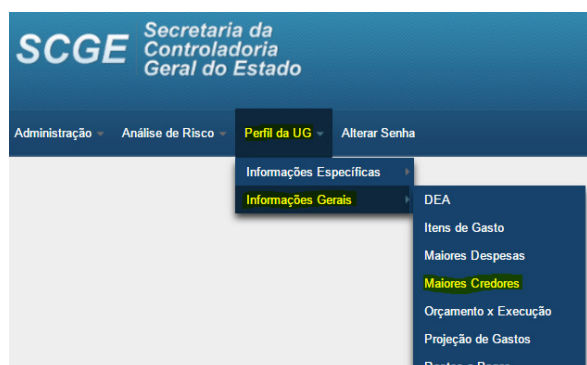 SCGE
Secretaria da
Controladoria
Geral do Estado
Administração Análise de Risco Perfil da UG Alterar Senha
Informações Específicas
Informações Gerais
DEA
Itens de Gasto
Maiores Despesas
Maiores Credores
Orçamento x Execução
Projeção de Gastos